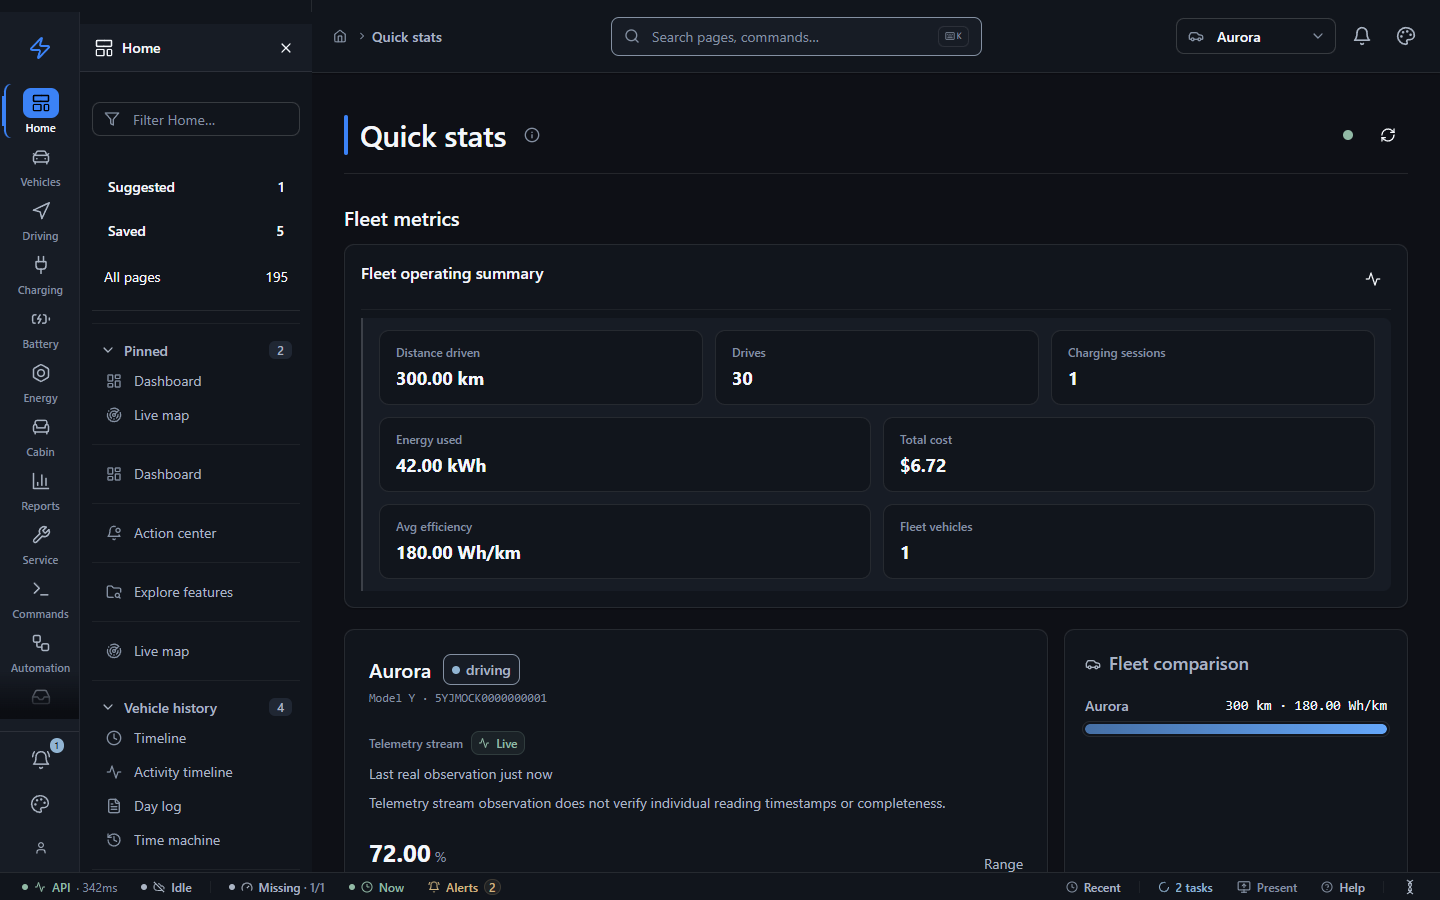 Home
Quick stats
Search pages, commands...
K
Aurora
Home
Vehicles
Driving
Charging
Battery
Energy
Cabin
Reports
Service
Commands
Automation
1
Filter Home...
Suggested 1
Saved 5
All pages 195
Pinned 2
Dashboard
Live map
Dashboard
Action center
Explore features
Live map
Vehicle history 4
Timeline
Activity timeline
Day log
Time machine
Quick stats
Fleet metrics
Fleet operating summary
Distance driven
300.00 km
Drives
30
Charging sessions
1
Energy used
42.00 kWh
Total cost
$6.72
Avg efficiency
180.00 Wh/km
Fleet vehicles
1
Aurora driving
Model Y · 5YJMOCK0000000001
Telemetry stream Live
Last real observation just now
Telemetry stream observation does not verify individual reading timestamps or completeness.
72.00 %
Range
Fleet comparison
Aurora 300 km · 180.00 Wh/km
API · 342ms
Idle
Missing · 1/1
Now
Alerts 2
Recent
2 tasks
Present
Help